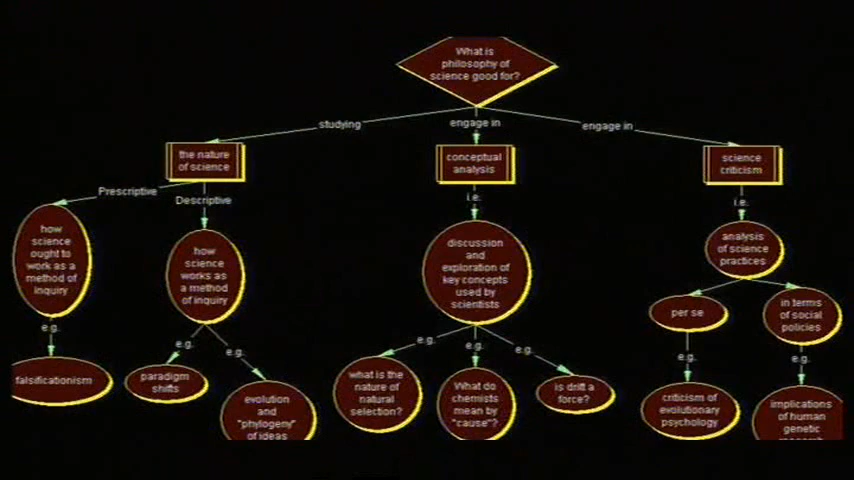 What is
philosophy of
science good for?
studying
engage in
engage in
the nature
of science
conceptual
analysis
science
criticism
Prescriptive
Descriptive
i.e.
i.e.
how
science
ought to
work as a
method of
inquiry
how
science
works as
a method
of inquiry
discussion
and
exploration of
key concepts
used by
scientists
analysis
of science
practices
per se
in terms
of social
policies
e.g.
e.g.
e.g.
e.g.
e.g.
e.g.
e.g.
e.g.
falsificationism
paradigm
shifts
evolution
and
"phylogeny"
of ideas
what is the
nature of
natural
selection?
What do
chemists
mean by
"cause"?
is drift a
force?
criticism of
evolutionary
psychology
implications
of human
genetic